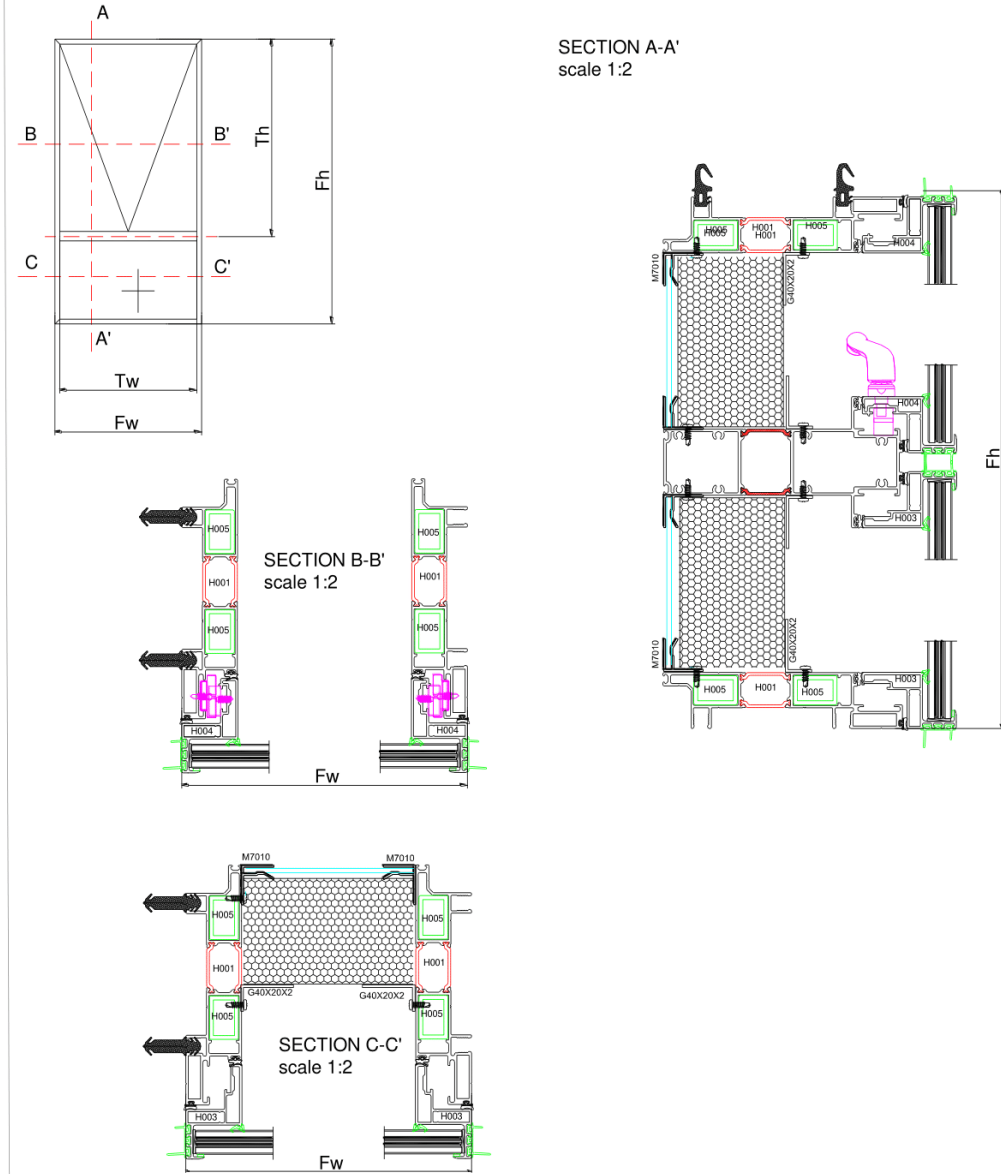 A
SECTION A-A'
scale 1:2
B
B'
Th
Fh
C
C'
A'
Tw
Fw
H005
H005
H001
H001
H005
H004
M7010
G40X20X2
H004
Fh
H003
M7010
G40X20X2
H003
H005
H001
H005
H005
H005
SECTION B-B'
scale 1:2
H001
H001
H005
H005
H004
H004
Fw
M7010
M7010
H005
H005
H001
H001
G40X20X2
G40X20X2
H005
H005
SECTION C-C'
scale 1:2
H003
H003
Fw